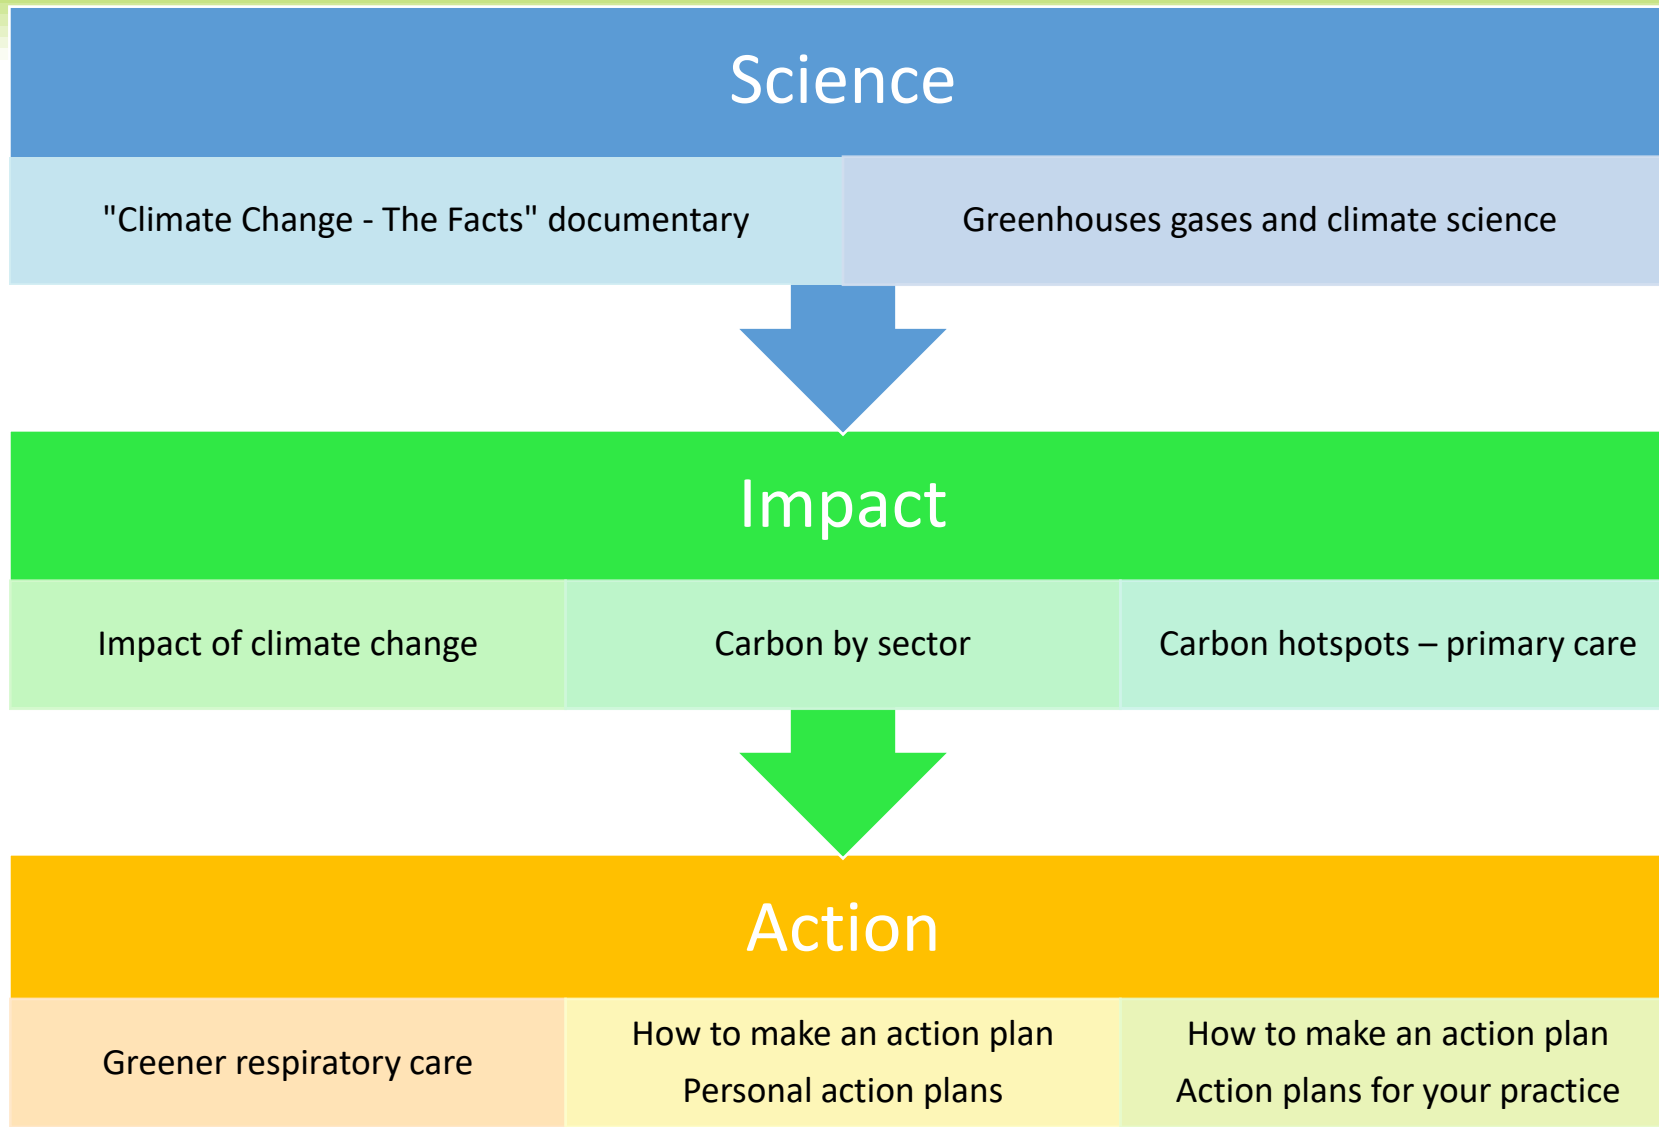 Science
"Climate Change - The Facts" documentary
Greenhouses gases and climate science
Impact
Impact of climate change
Carbon by sector
Carbon hotspots – primary care
Action
Greener respiratory care
How to make an action plan
Personal action plans
How to make an action plan
Action plans for your practice